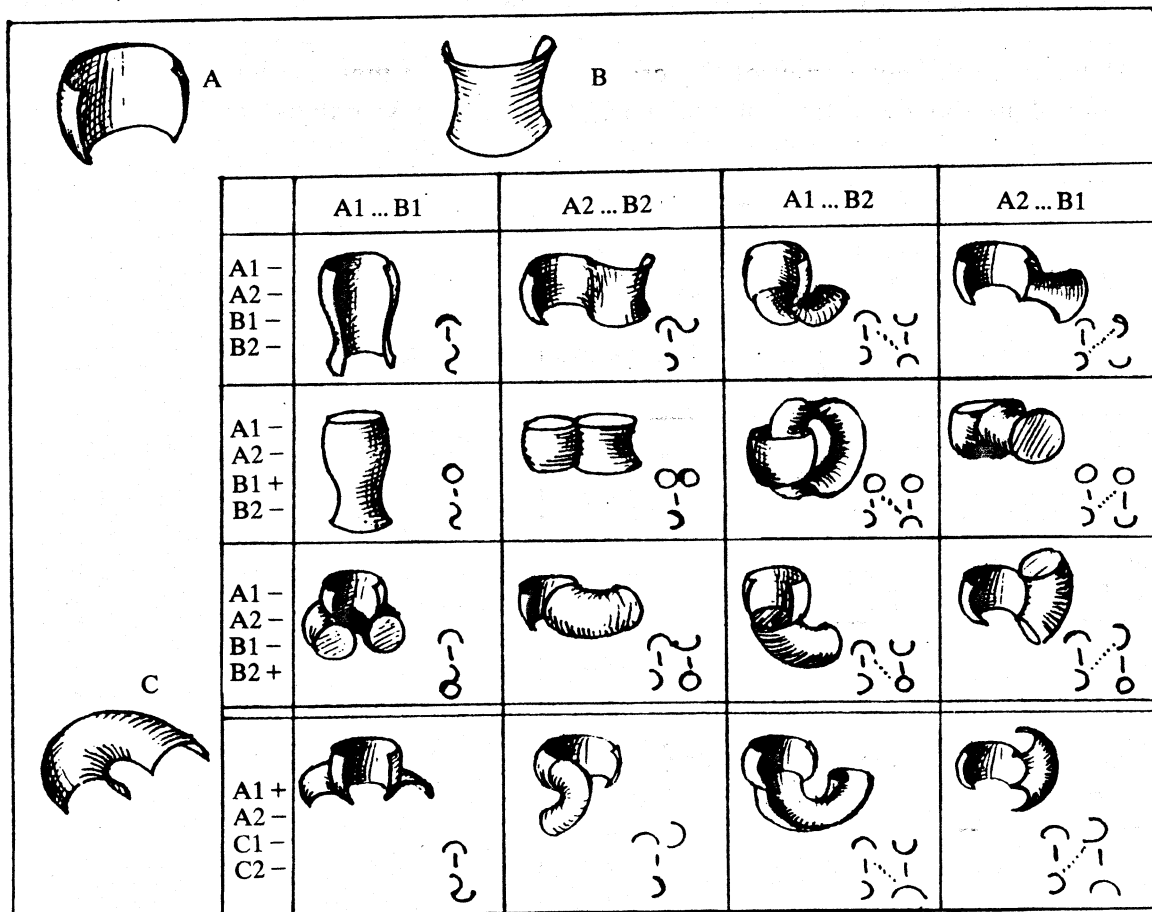 A
B
A1 ... B1
A2 ... B2
A1 ... B2
A2 ... B1
A1 −
A2 −
B1 −
B2 −
A1 −
A2 −
B1 +
B2 −
A1 −
A2 −
B1 −
B2 +
C
A1 +
A2 −
C1 −
C2 −